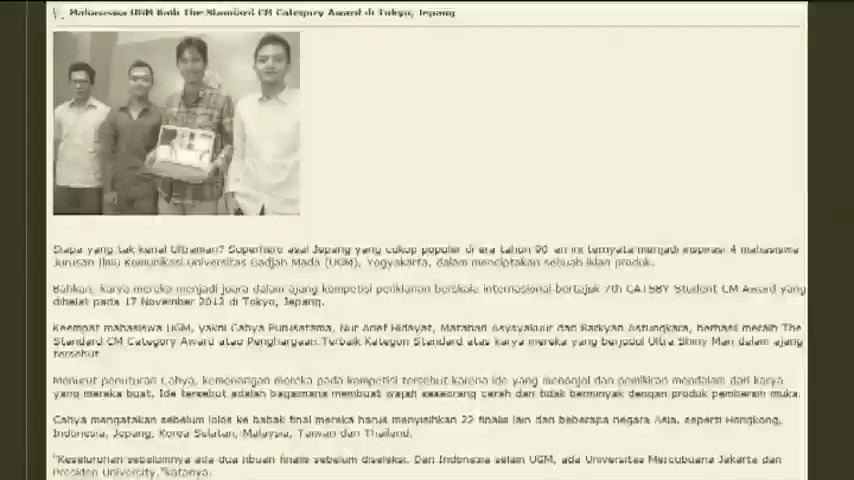 Mahasiswa UGM Raih The Standard CM Category Award di Tokyo, Jepang
Siapa yang tak kenal Ultraman? Superhero asal Jepang yang cukup populer di era tahun 90 an ini ternyata menjadi inspirasi 4 mahasiswa
Jurusan Ilmu Komunikasi Universitas Gadjah Mada (UGM), Yogyakarta, dalam menciptakan sebuah iklan produk.
Bahkan, karya mereka menjadi juara dalam ajang kompetisi periklanan berskala internasional bertajuk 7th GATSBY Student CM Award yang
dihelat pada 17 November 2012 di Tokyo, Jepang.
Keempat mahasiswa UGM, yakni Cahya Nur Arief Hidayat, Matahari dan berhasil meraih The
Standard CM Category Award atau Penghargaan Terbaik Kategori Standard atas karya mereka yang berjudul Ultra Shiny Man dalam ajang
tersebut
Menurut penuturan Cahya, kemenangan mereka pada kompetisi tersebut karena ide yang menonjol dan pemikiran mendalam dari karya
yang mereka buat. Ide tersebut adalah bagaimana membuat wajah seseorang cerah dan tidak berminyak dengan produk pembersih muka.
Cahya mengatakan sebelum lolos ke babak final mereka harus menyisihkan 22 finalis lain dari beberapa negara Asia, seperti Hongkong,
Indonesia, Jepang, Korea Selatan, Malaysia, Taiwan dan Thailand.
"Keseluruhan sebelumnya ada dua ribuan finalis sebelum diseleksi. Dari Indonesia selain UGM, ada Universitas Mercubuana Jakarta dan
Presiden University,"katanya.